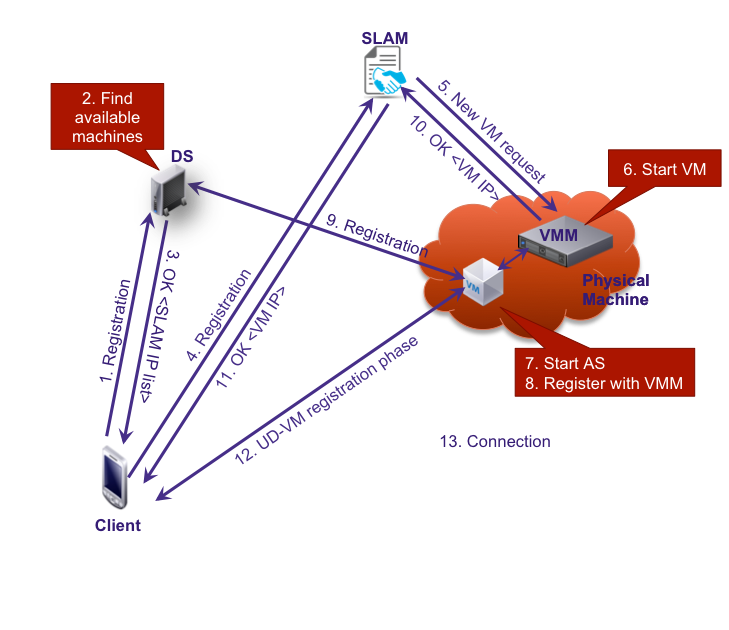 SLAM
2. Find
available
machines
DS
5. New VM request
10. OK <VM IP>
6. Start VM
VMM
9. Registration
VM
Physical
Machine
1. Registration
3. OK <SLAM IP list>
4. Registration
11. OK <VM IP>
12. UD-VM registration phase
7. Start AS
8. Register with VMM
13. Connection
Client